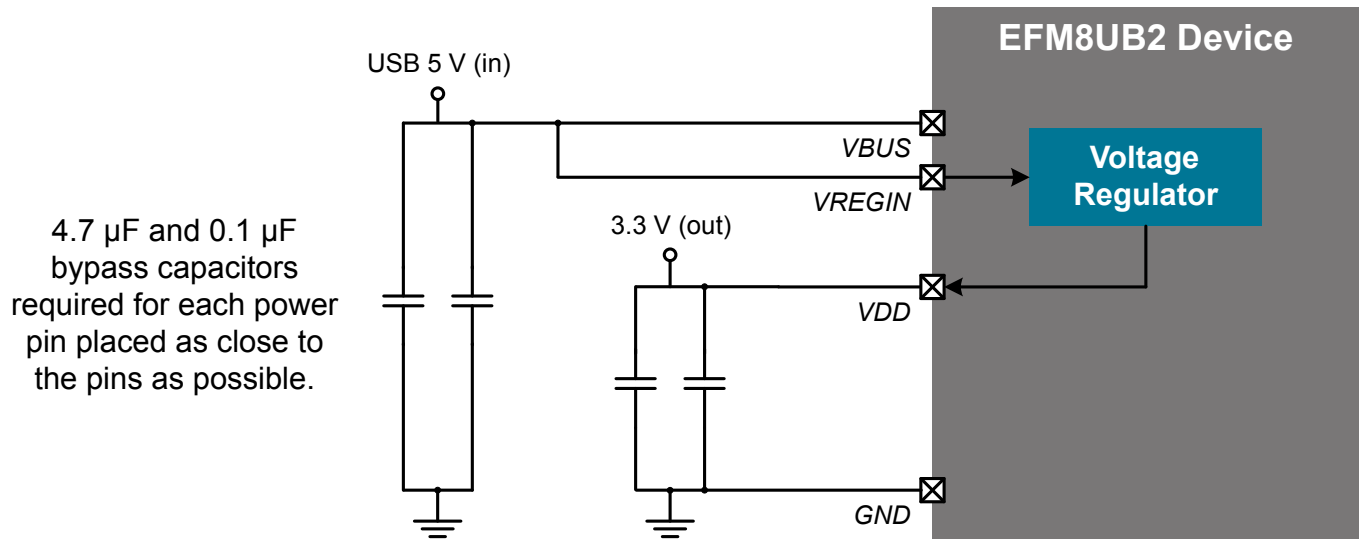 EFM8UB2 Device
USB 5 V (in)
VBUS
Voltage
Regulator
VREGIN
4.7 µF and 0.1 µF
bypass capacitors
required for each power
pin placed as close to
the pins as possible.
3.3 V (out)
VDD
GND